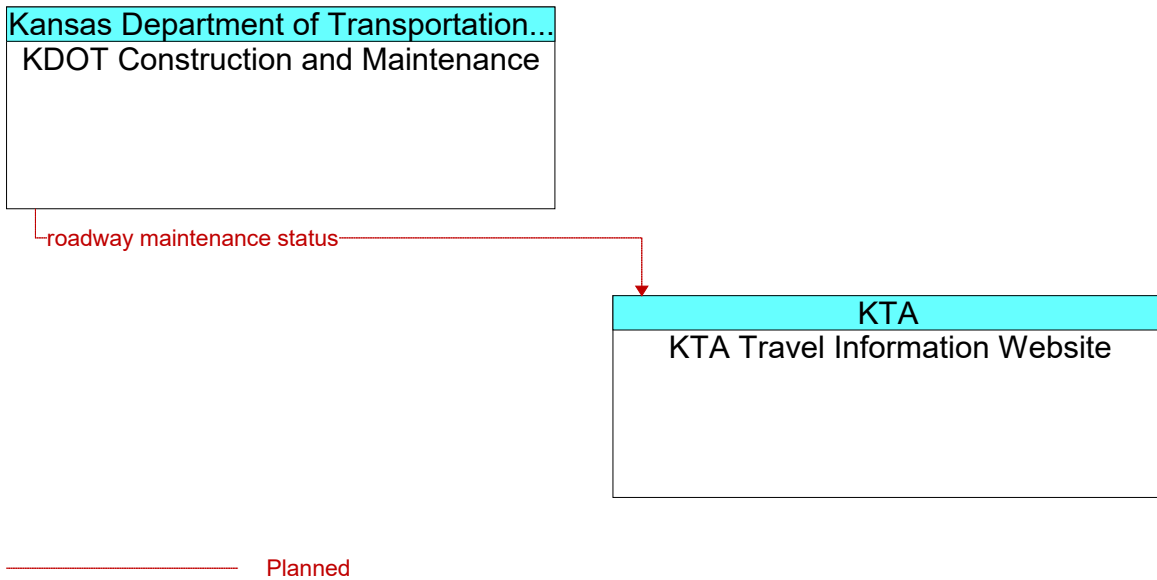 Kansas Department of Transportation...
KDOT Construction and Maintenance
roadway maintenance status
KTA
KTA Travel Information Website
Planned